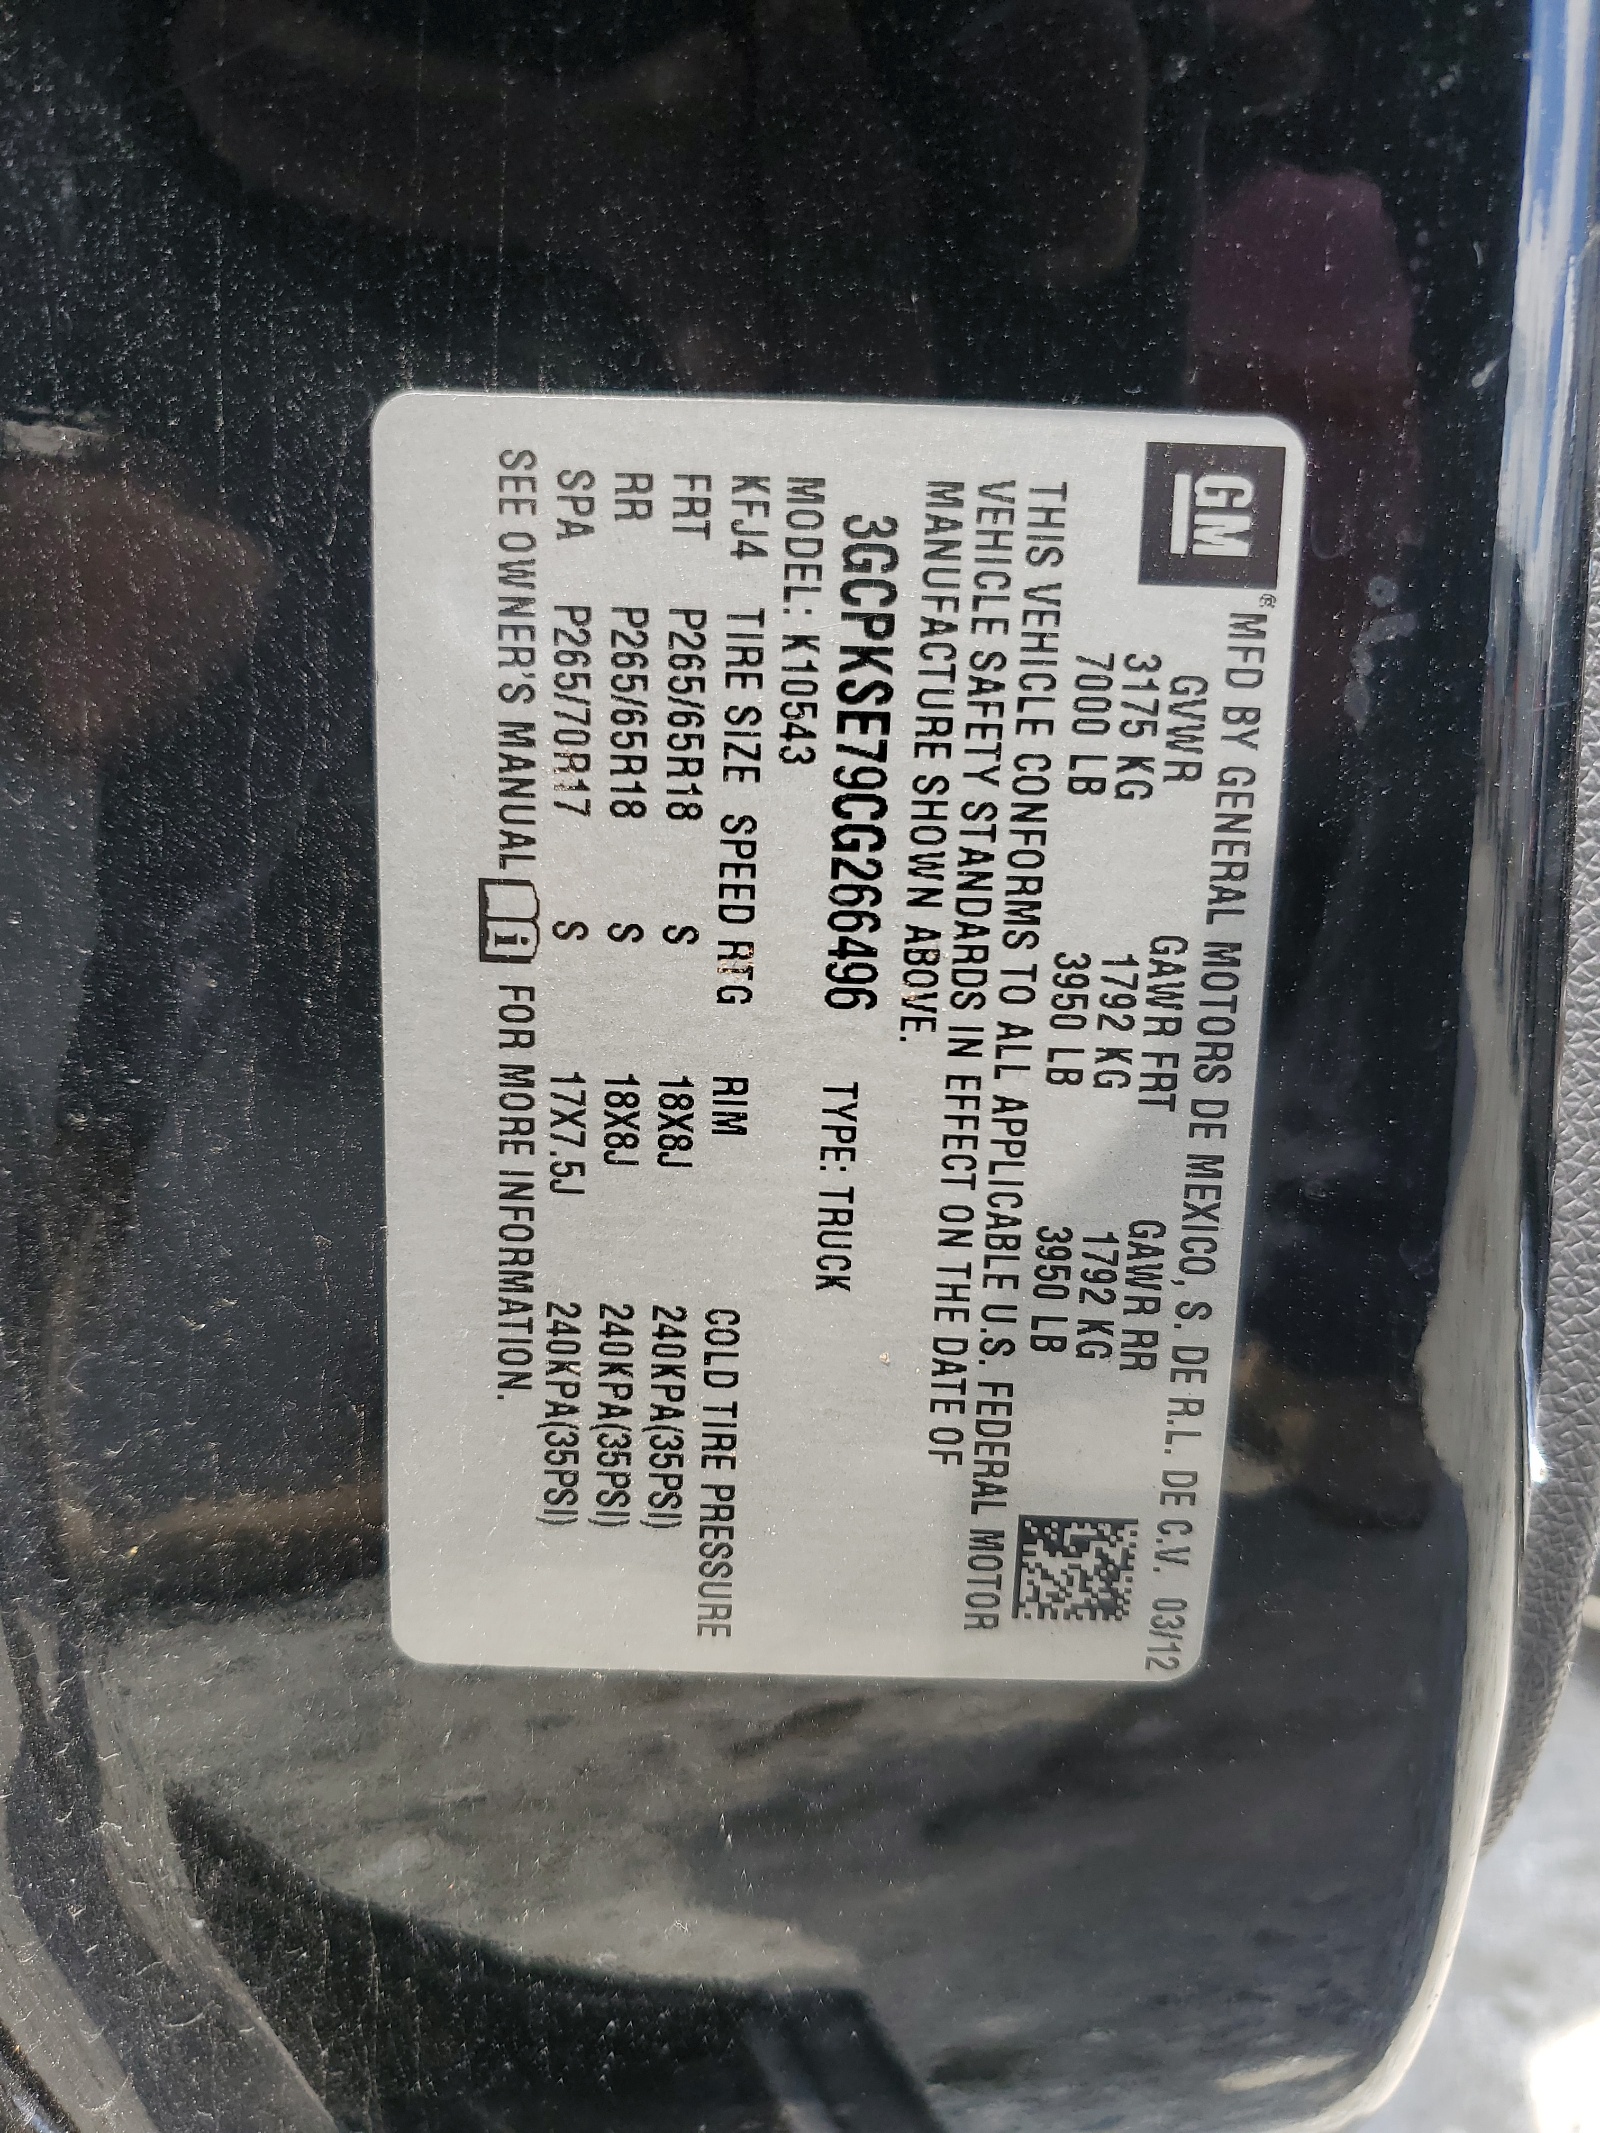 GM® MFD BY GENERAL MOTORS DE MEXICO, S. DE R.L. DE C.V. 03/12
GVWR GAWR FRT GAWR RR
3175 KG 1792 KG 1792 KG
7000 LB 3950 LB 3950 LB
THIS VEHICLE CONFORMS TO ALL APPLICABLE U.S. FEDERAL MOTOR
VEHICLE SAFETY STANDARDS IN EFFECT ON THE DATE OF
MANUFACTURE SHOWN ABOVE.
3GCPKSE79CG266496 TYPE: TRUCK
MODEL: K10543
KFJ4 TIRE SIZE SPEED RTG RIM COLD TIRE PRESSURE
FRT P265/65R18 S 18X8J 240KPA(35PSI)
RR P265/65R18 S 18X8J 240KPA(35PSI)
SPA P265/70R17 S 17X7.5J 240KPA(35PSI)
SEE OWNER'S MANUAL i FOR MORE INFORMATION.